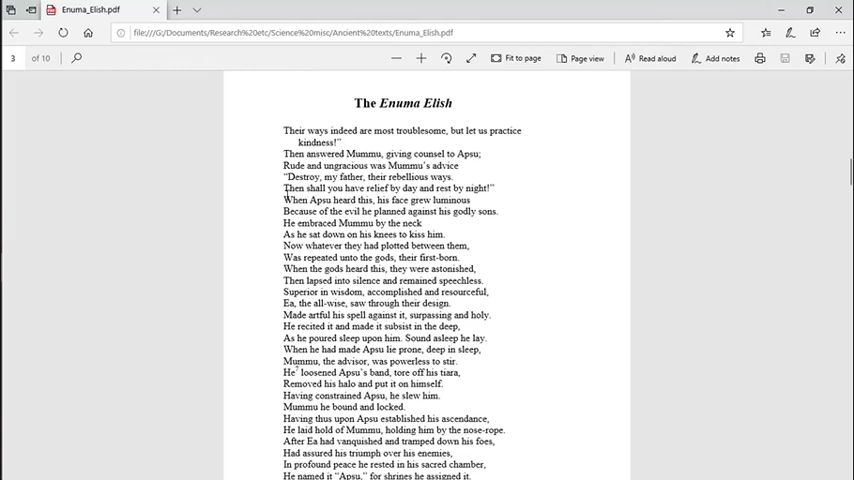 Enuma_Elish.pdf
file:///G:/Documents/Research%20etc/Science%20misc/Ancient%20texts/Enuma_Elish.pdf
3 of 10
Fit to page
Page view
Read aloud
Add notes
The Enuma Elish
Their ways indeed are most troublesome, but let us practice
kindness!”
Then answered Mummu, giving counsel to Apsu;
Rude and ungracious was Mummu’s advice
“Destroy, my father, their rebellious ways.
Then shall you have relief by day and rest by night!”
When Apsu heard this, his face grew luminous
Because of the evil he planned against his godly sons.
He embraced Mummu by the neck
As he sat down on his knees to kiss him.
Now whatever they had plotted between them,
Was repeated unto the gods, their first-born.
When the gods heard this, they were astonished,
Then lapsed into silence and remained speechless.
Superior in wisdom, accomplished and resourceful,
Ea, the all-wise, saw through their design.
Made artful his spell against it, surpassing and holy.
He recited it and made it subsist in the deep,
As he poured sleep upon him. Sound asleep he lay.
When he had made Apsu lie prone, deep in sleep,
Mummu, the advisor, was powerless to stir.
He⁷ loosened Apsu’s band, tore off his tiara,
Removed his halo and put it on himself.
Having constrained Apsu, he slew him.
Mummu he bound and locked.
Having thus upon Apsu established his ascendance,
He laid hold of Mummu, holding him by the nose-rope.
After Ea had vanquished and tramped down his foes,
Had assured his triumph over his enemies,
In profound peace he rested in his sacred chamber,
He named it “Apsu,” for shrines he assigned it.